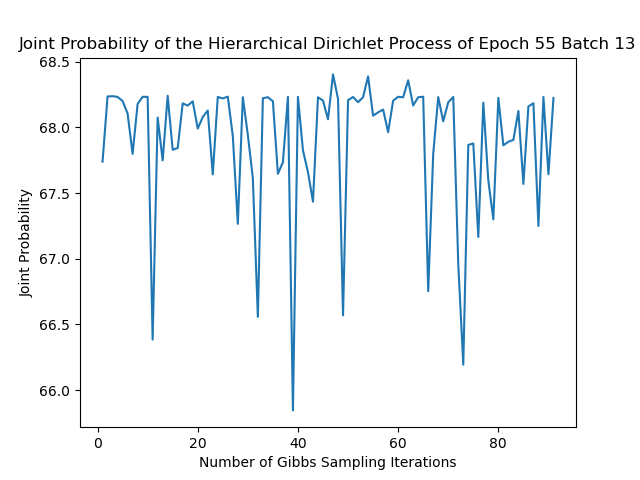 Joint Probability of the Hierarchical Dirichlet Process of Epoch 55 Batch 13
68.5
68.0
67.5
67.0
66.5
66.0
Joint Probability
0 20 40 60 80
Number of Gibbs Sampling Iterations